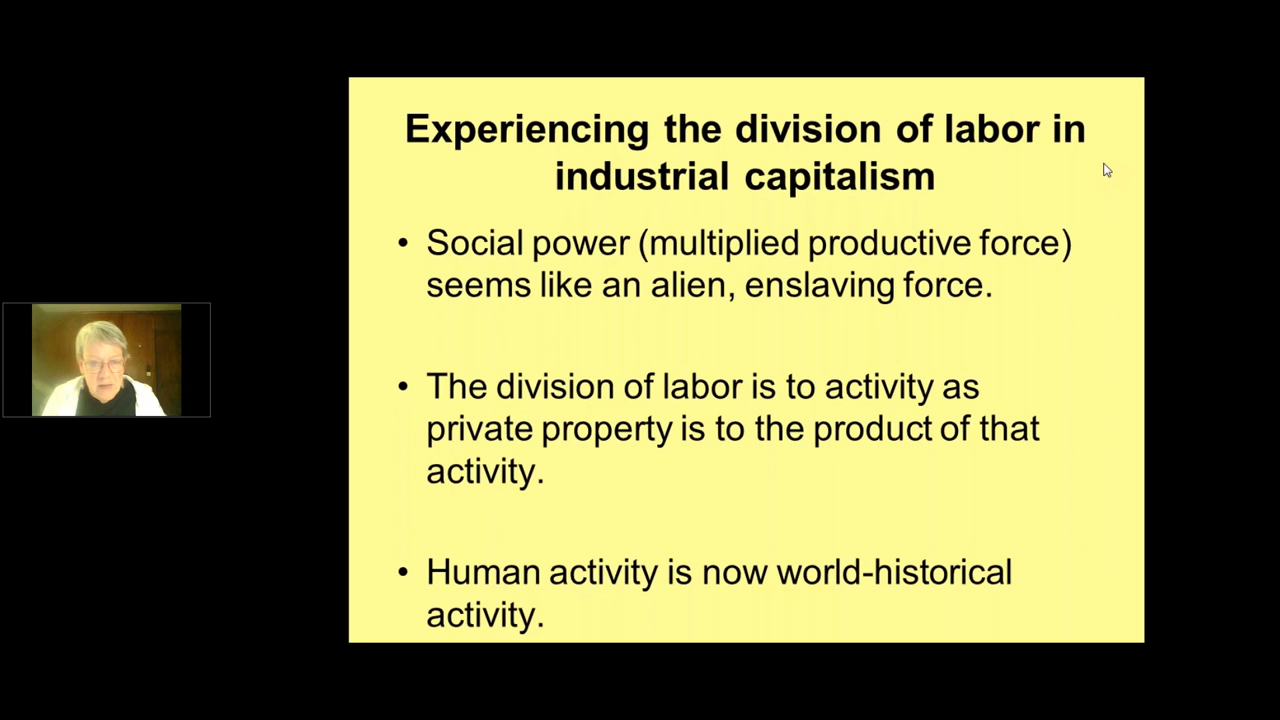 Experiencing the division of labor in
industrial capitalism
• Social power (multiplied productive force)
seems like an alien, enslaving force.
• The division of labor is to activity as
private property is to the product of that
activity.
• Human activity is now world-historical
activity.